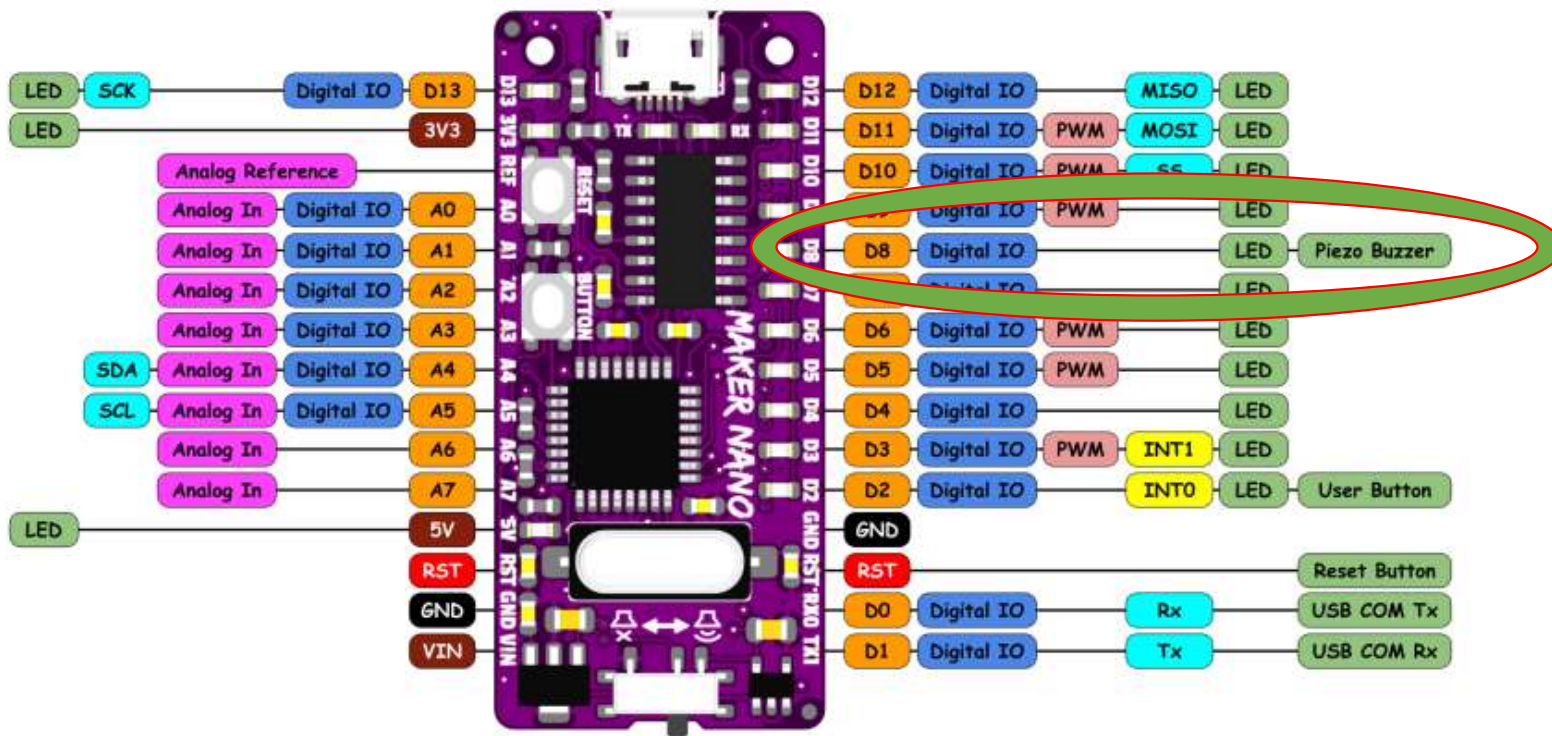 LED SCK Digital IO D13 D13 D12 D12 Digital IO MISO LED
LED 3V3 3V3 TX RX D11 D11 Digital IO PWM MOSI LED
Analog Reference REF RESET D10 D10 Digital IO PWM SS LED
Analog In Digital IO A0 A0 Digital IO PWM LED
Analog In Digital IO A1 A1 D8 D8 Digital IO LED Piezo Buzzer
Analog In Digital IO A2 A2 BUTTON Digital IO LED
Analog In Digital IO A3 A3 D6 D6 Digital IO PWM LED
SDA Analog In Digital IO A4 A4 D5 D5 Digital IO PWM LED
SCL Analog In Digital IO A5 A5 D4 D4 Digital IO LED
Analog In A6 A6 D3 D3 Digital IO PWM INT1 LED
Analog In A7 A7 D2 D2 Digital IO INT0 LED User Button
MAKER NANO
LED 5V 5V GND GND
RST RST RST RST Reset Button
GND GND RX0 D0 Digital IO Rx USB COM Tx
VIN VIN TX1 D1 Digital IO Tx USB COM Rx